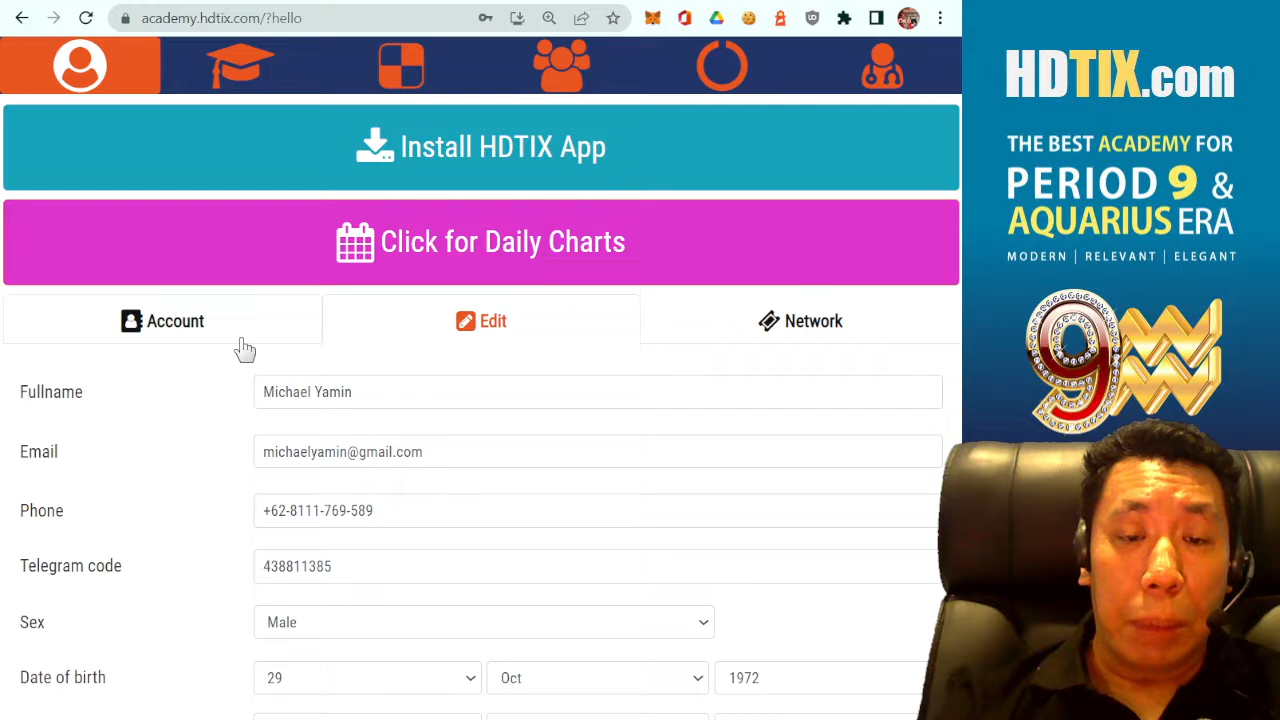 academy.hdtix.com/?hello
Install HDTIX App
Click for Daily Charts
Account
Edit
Network
Fullname
Michael Yamin
Email
michaelyamin@gmail.com
Phone
+62-8111-769-589
Telegram code
438811385
Sex
Male
Date of birth
29
Oct
1972
HDTIX.com
THE BEST ACADEMY FOR
PERIOD 9 &
AQUARIUS ERA
MODERN | RELEVANT | ELEGANT
9